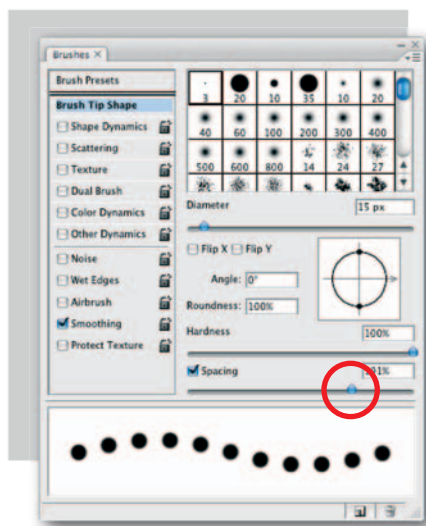 Brushes ×
Brush Presets
Brush Tip Shape
Shape Dynamics
Scattering
Texture
Dual Brush
Color Dynamics
Other Dynamics
Noise
Wet Edges
Airbrush
Smoothing
Protect Texture
3 20 10 35 10 20
40 60 100 200 300 400
500 600 800 14 24 27
Diameter 15 px
Flip X Flip Y
Angle: 0°
Roundness: 100%
Hardness 100%
Spacing